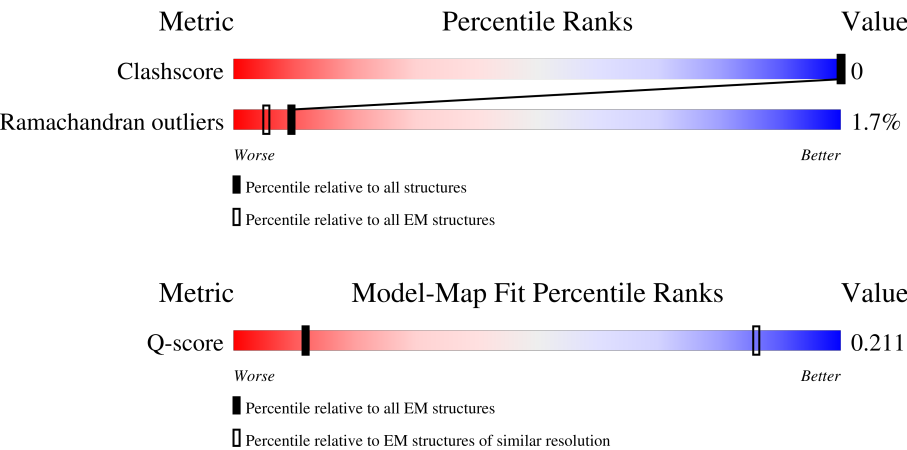 Metric Percentile Ranks Value
Clashscore 0
Ramachandran outliers 1.7%
Worse Better
Percentile relative to all structures
Percentile relative to all EM structures
Metric Model-Map Fit Percentile Ranks Value
Q-score 0.211
Worse Better
Percentile relative to all EM structures
Percentile relative to EM structures of similar resolution